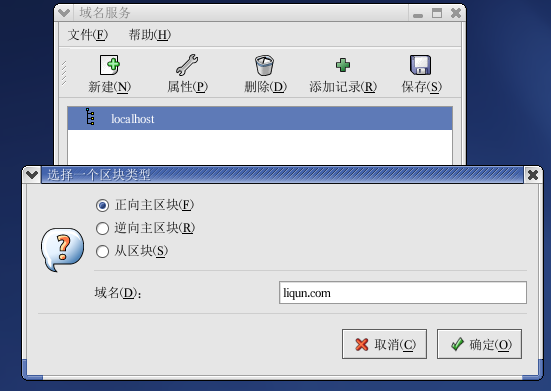 域名服务
文件(F) 帮助(H)
新建(N) 属性(P) 删除(D) 添加记录(R) 保存(S)
localhost
选择一个区块类型
正向主区块(F)
逆向主区块(R)
从区块(S)
域名(D)： liqun.com
取消(C) 确定(O)